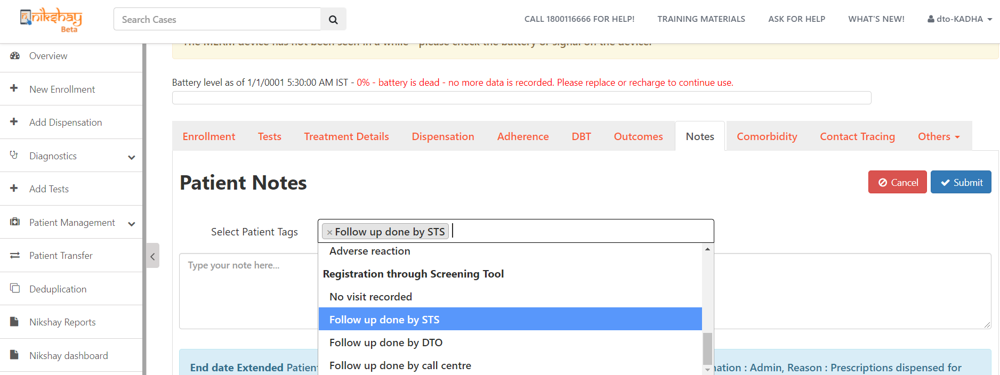 nikshay
Beta
Search Cases
CALL 1800116666 FOR HELP!
TRAINING MATERIALS
ASK FOR HELP
WHAT'S NEW!
dto-KADHA
Overview
New Enrollment
Add Dispensation
Diagnostics
Add Tests
Patient Management
Patient Transfer
Deduplication
Nikshay Reports
Nikshay dashboard
The MERM device has not been seen in a while - please check the battery or signal on the device.
Battery level as of 1/1/0001 5:30:00 AM IST - 0% - battery is dead - no more data is recorded. Please replace or recharge to continue use.
Enrollment
Tests
Treatment Details
Dispensation
Adherence
DBT
Outcomes
Notes
Comorbidity
Contact Tracing
Others
Patient Notes
Cancel
Submit
Select Patient Tags
× Follow up done by STS
Type your note here...
Adverse reaction
Registration through Screening Tool
No visit recorded
Follow up done by STS
Follow up done by DTO
Follow up done by call centre
End date Extended Patien
: Admin, Reason : Prescriptions dispensed for